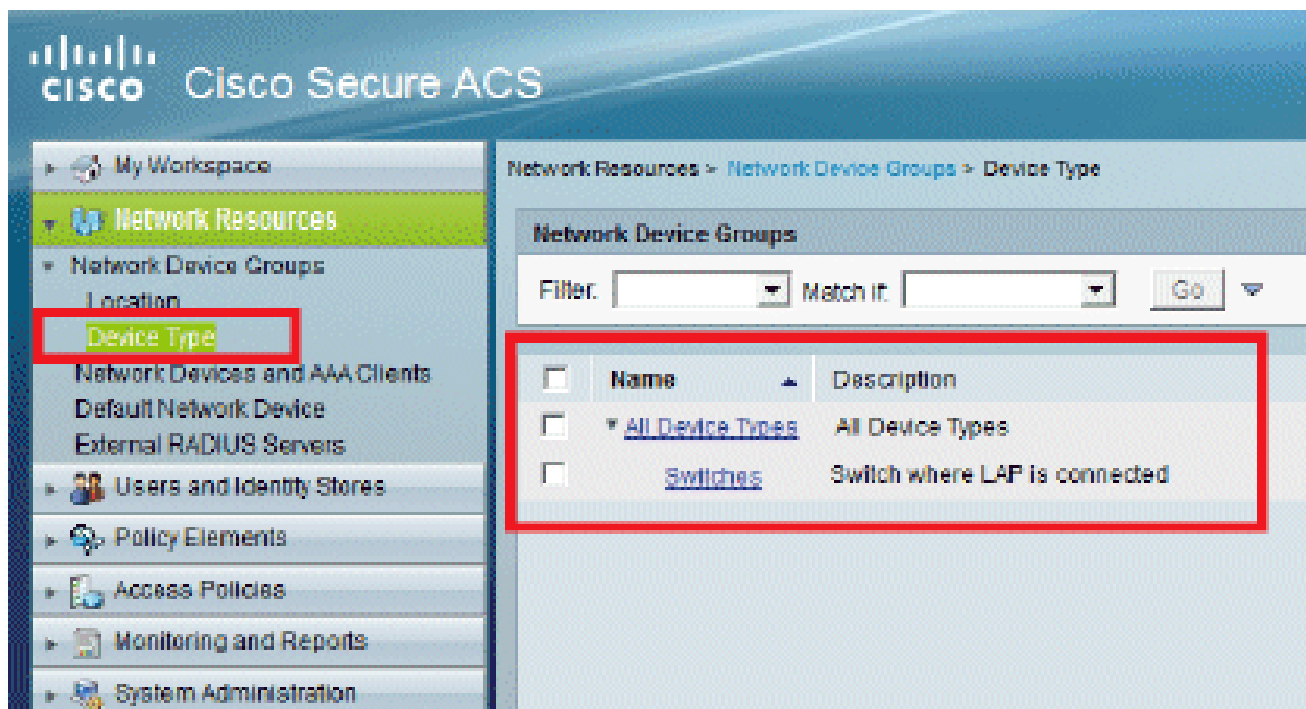 CISCO Cisco Secure ACS
My Workspace
Network Resources
Network Device Groups
Location
Device Type
Network Devices and AAA Clients
Default Network Device
External RADIUS Servers
Users and Identity Stores
Policy Elements
Access Policies
Monitoring and Reports
System Administration
Network Resources > Network Device Groups > Device Type
Network Device Groups
Filter: Match if: Go
Name Description
All Device Types All Device Types
Switches Switch where LAP is connected